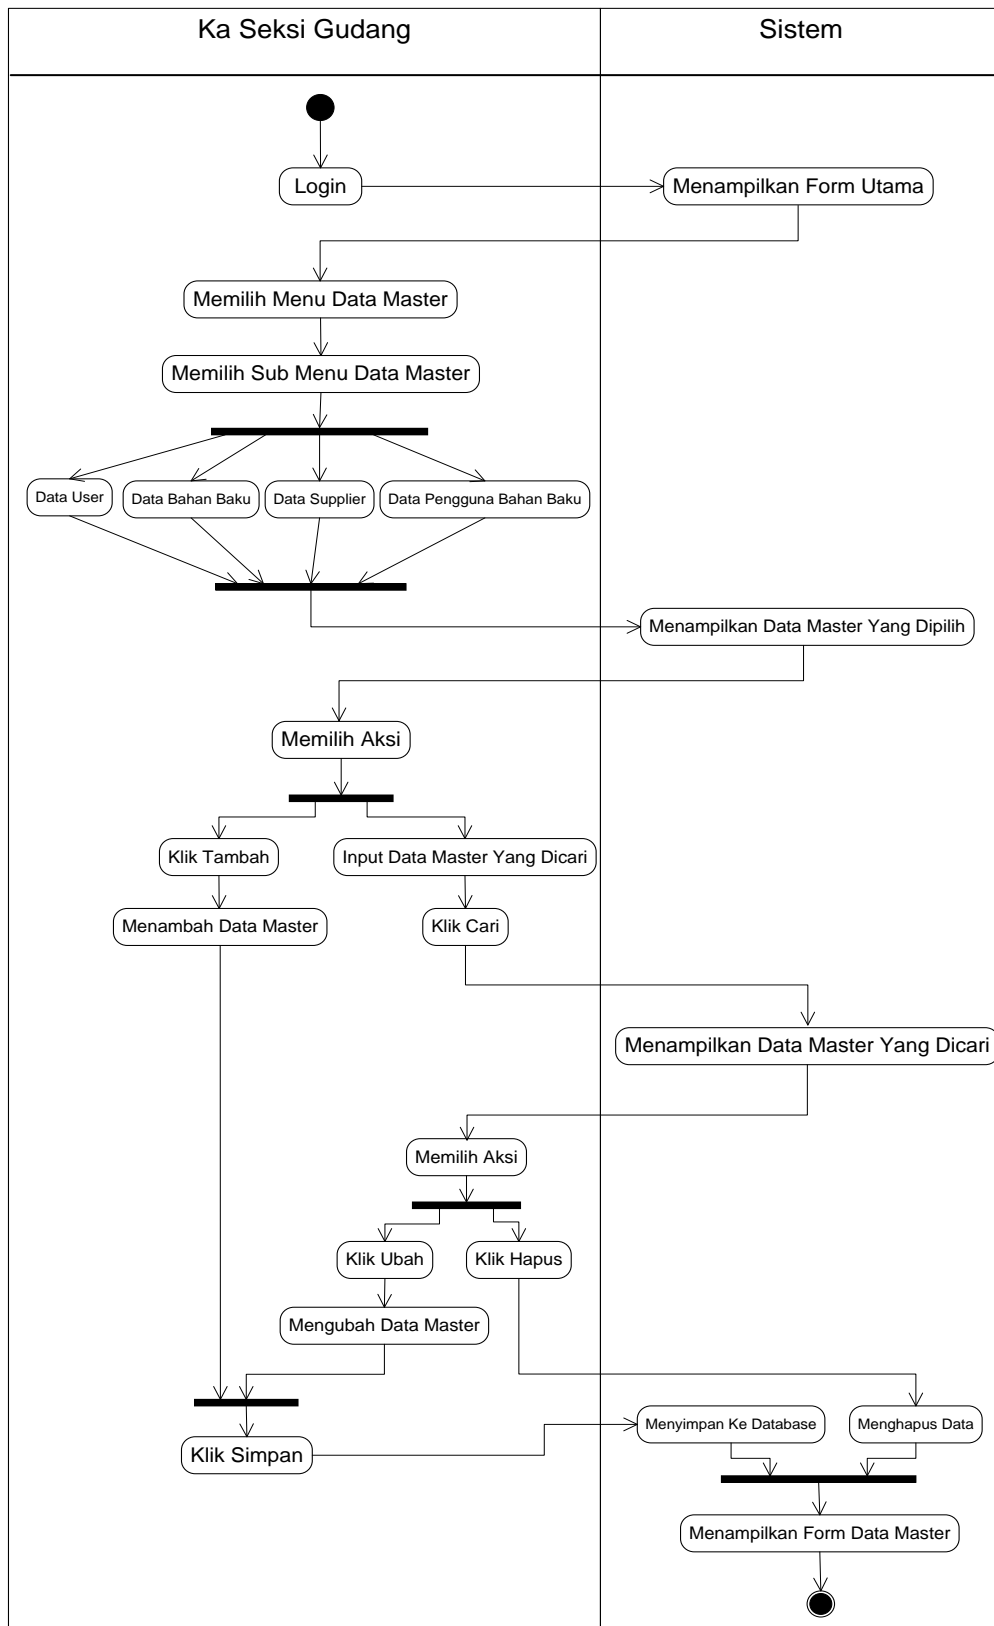 Ka Seksi Gudang
Sistem
Login
Menampilkan Form Utama
Memilih Menu Data Master
Memilih Sub Menu Data Master
Data User
Data Bahan Baku
Data Supplier
Data Pengguna Bahan Baku
Menampilkan Data Master Yang Dipilih
Memilih Aksi
Klik Tambah
Input Data Master Yang Dicari
Menambah Data Master
Klik Cari
Menampilkan Data Master Yang Dicari
Memilih Aksi
Klik Ubah
Klik Hapus
Mengubah Data Master
Menyimpan Ke Database
Menghapus Data
Klik Simpan
Menampilkan Form Data Master